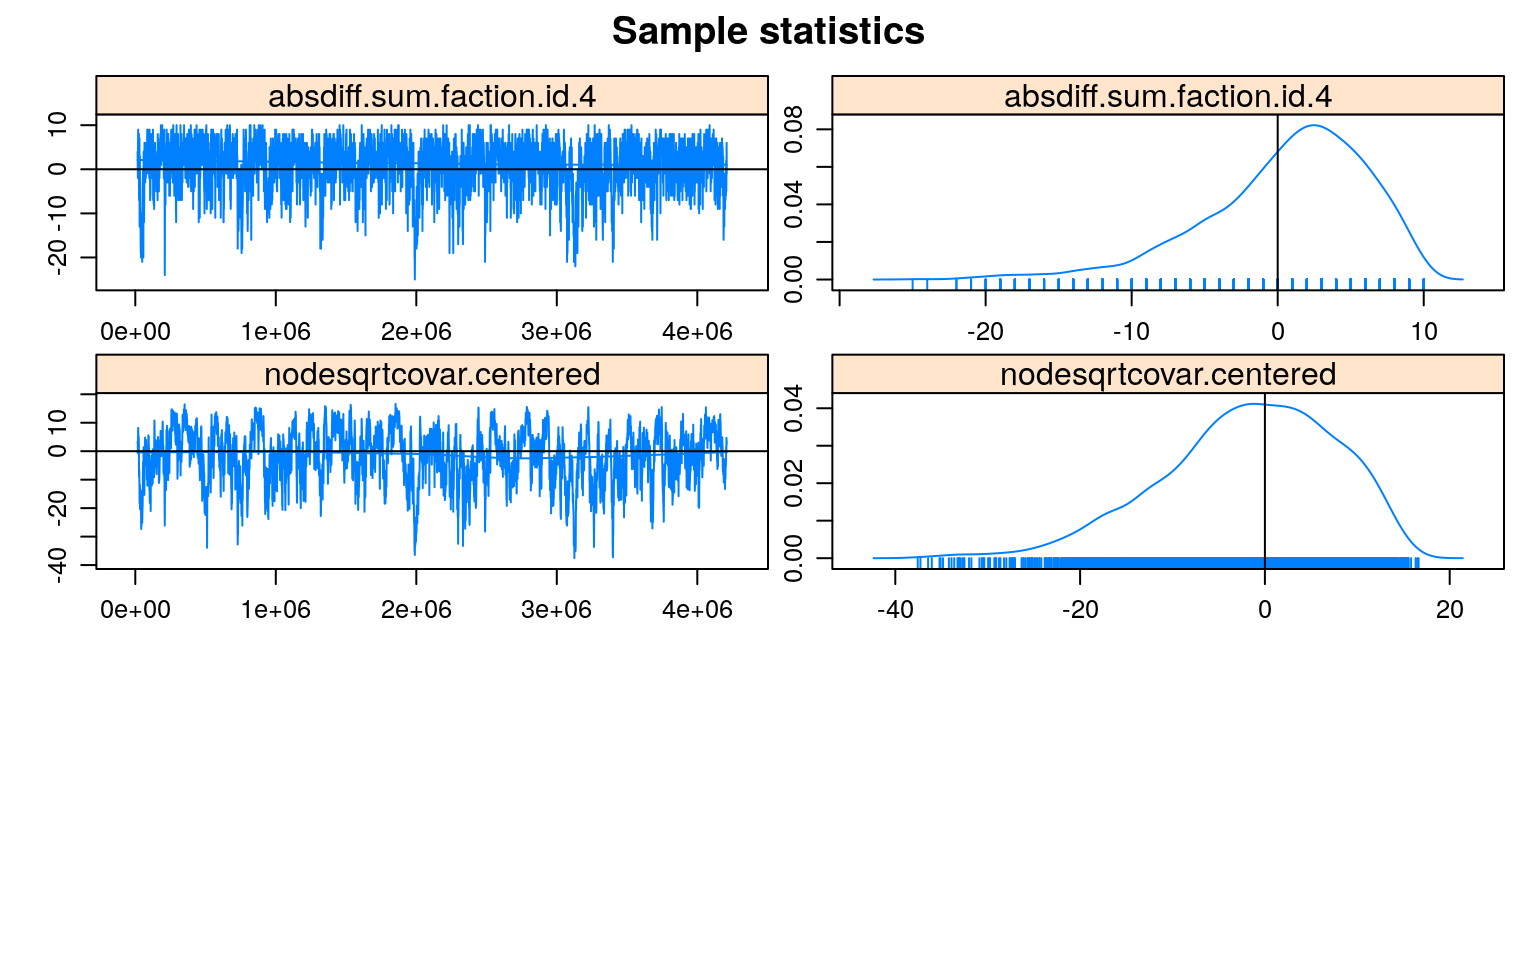 Sample statistics
absdiff.sum.faction.id.4
absdiff.sum.faction.id.4
10
0
-10
-20
0e+00 1e+06 2e+06 3e+06 4e+06
0.08
0.04
0.00
-20 -10 0 10
nodesqrtcovar.centered
nodesqrtcovar.centered
10
0
-20
-40
0e+00 1e+06 2e+06 3e+06 4e+06
0.04
0.02
0.00
-40 -20 0 20